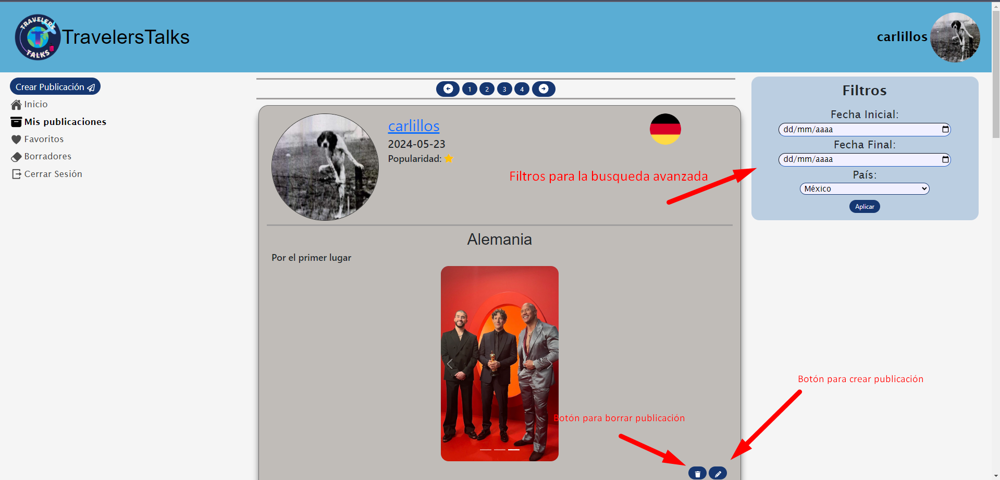 TRAVELERS
TALKS
TravelersTalks
carlillos
Crear Publicación
Inicio
Mis publicaciones
Favoritos
Borradores
Cerrar Sesión
1 2 3 4
carlillos
2024-05-23
Popularidad:
Filtros para la busqueda avanzada
Alemania
Por el primer lugar
Botón para borrar publicación
Botón para crear publicación
Filtros
Fecha Inicial:
dd/mm/aaaa
Fecha Final:
dd/mm/aaaa
País:
México
Aplicar